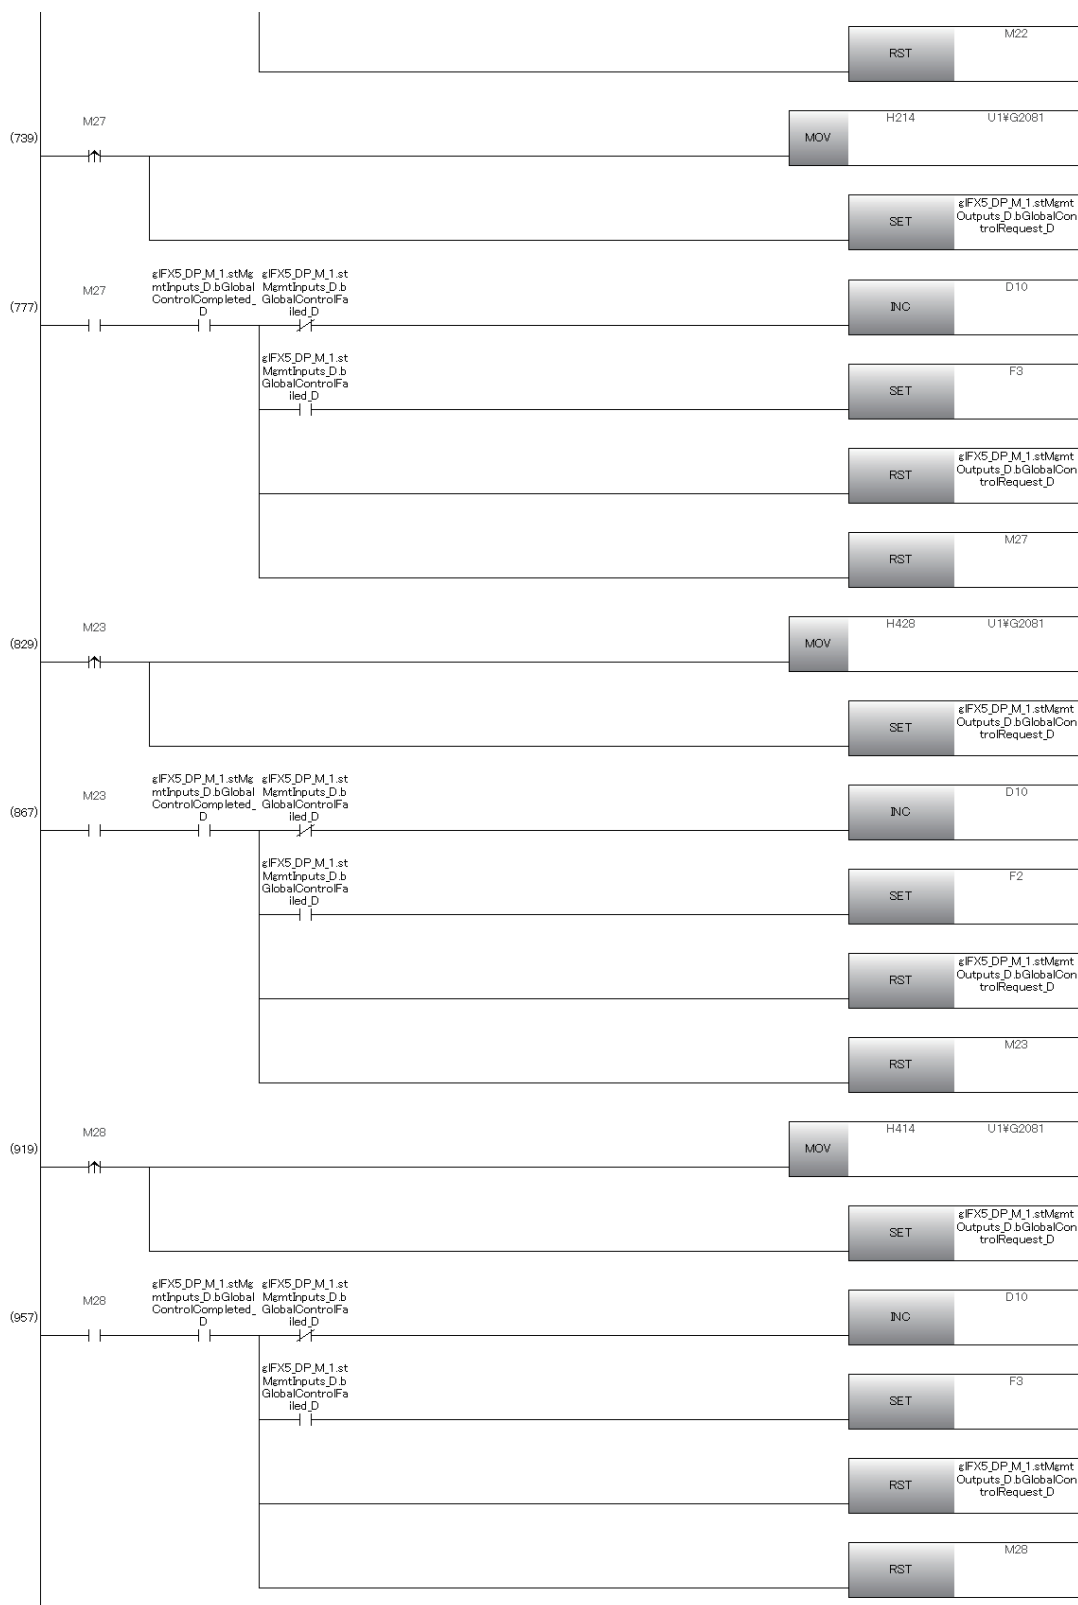 M22
RST
(739)
M27
MOV
H214
U1¥G2081
SET
gIFX5_DP_M_1.stMgmt
Outputs_D.bGlobalCon
trolRequest_D
(777)
M27
gIFX5_DP_M_1.stMg
mtInputs_D.bGlobal
ControlCompleted_
D
gIFX5_DP_M_1.st
MgmtInputs_D.b
GlobalControlFa
iled_D
INC
D10
gIFX5_DP_M_1.st
MgmtInputs_D.b
GlobalControlFa
iled_D
SET
F3
RST
gIFX5_DP_M_1.stMgmt
Outputs_D.bGlobalCon
trolRequest_D
RST
M27
(829)
M23
MOV
H428
U1¥G2081
SET
gIFX5_DP_M_1.stMgmt
Outputs_D.bGlobalCon
trolRequest_D
(867)
M23
gIFX5_DP_M_1.stMg
mtInputs_D.bGlobal
ControlCompleted_
D
gIFX5_DP_M_1.st
MgmtInputs_D.b
GlobalControlFa
iled_D
INC
D10
gIFX5_DP_M_1.st
MgmtInputs_D.b
GlobalControlFa
iled_D
SET
F2
RST
gIFX5_DP_M_1.stMgmt
Outputs_D.bGlobalCon
trolRequest_D
RST
M23
(919)
M28
MOV
H414
U1¥G2081
SET
gIFX5_DP_M_1.stMgmt
Outputs_D.bGlobalCon
trolRequest_D
(957)
M28
gIFX5_DP_M_1.stMg
mtInputs_D.bGlobal
ControlCompleted_
D
gIFX5_DP_M_1.st
MgmtInputs_D.b
GlobalControlFa
iled_D
INC
D10
gIFX5_DP_M_1.st
MgmtInputs_D.b
GlobalControlFa
iled_D
SET
F3
RST
gIFX5_DP_M_1.stMgmt
Outputs_D.bGlobalCon
trolRequest_D
RST
M28